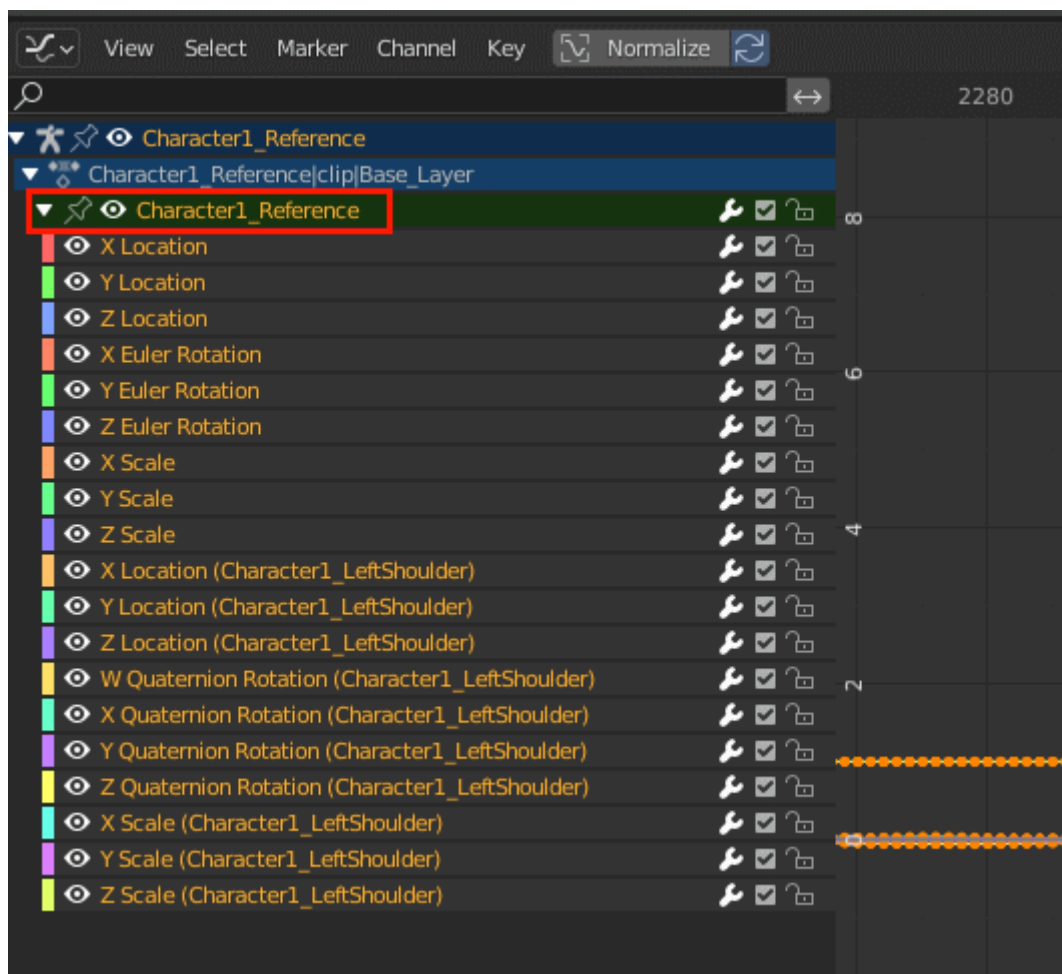 View Select Marker Channel Key Normalize
2280
Character1_Reference
Character1_Reference|clip|Base_Layer
Character1_Reference
8
X Location
Y Location
Z Location
X Euler Rotation
6
Y Euler Rotation
Z Euler Rotation
X Scale
Y Scale
Z Scale
4
X Location (Character1_LeftShoulder)
Y Location (Character1_LeftShoulder)
Z Location (Character1_LeftShoulder)
W Quaternion Rotation (Character1_LeftShoulder)
2
X Quaternion Rotation (Character1_LeftShoulder)
Y Quaternion Rotation (Character1_LeftShoulder)
Z Quaternion Rotation (Character1_LeftShoulder)
X Scale (Character1_LeftShoulder)
0
Y Scale (Character1_LeftShoulder)
Z Scale (Character1_LeftShoulder)